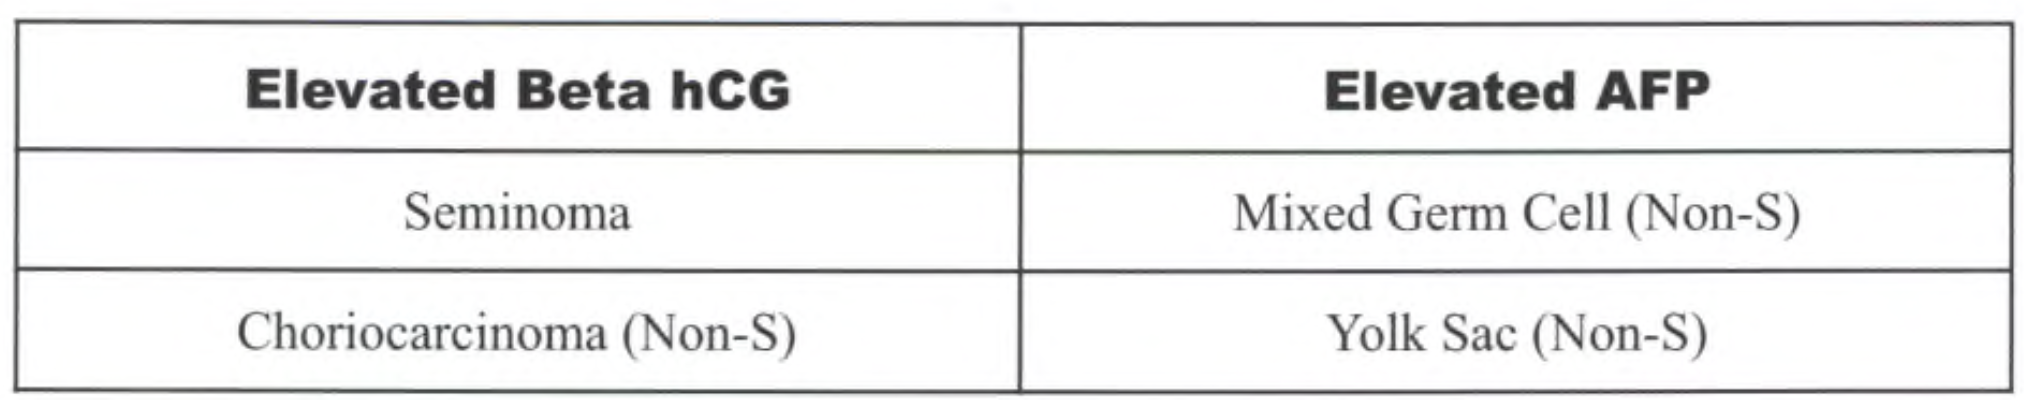 Elevated Beta hCG
Elevated AFP
Seminoma
Mixed Germ Cell (Non-S)
Choriocarcinoma (Non-S)
Yolk Sac (Non-S)